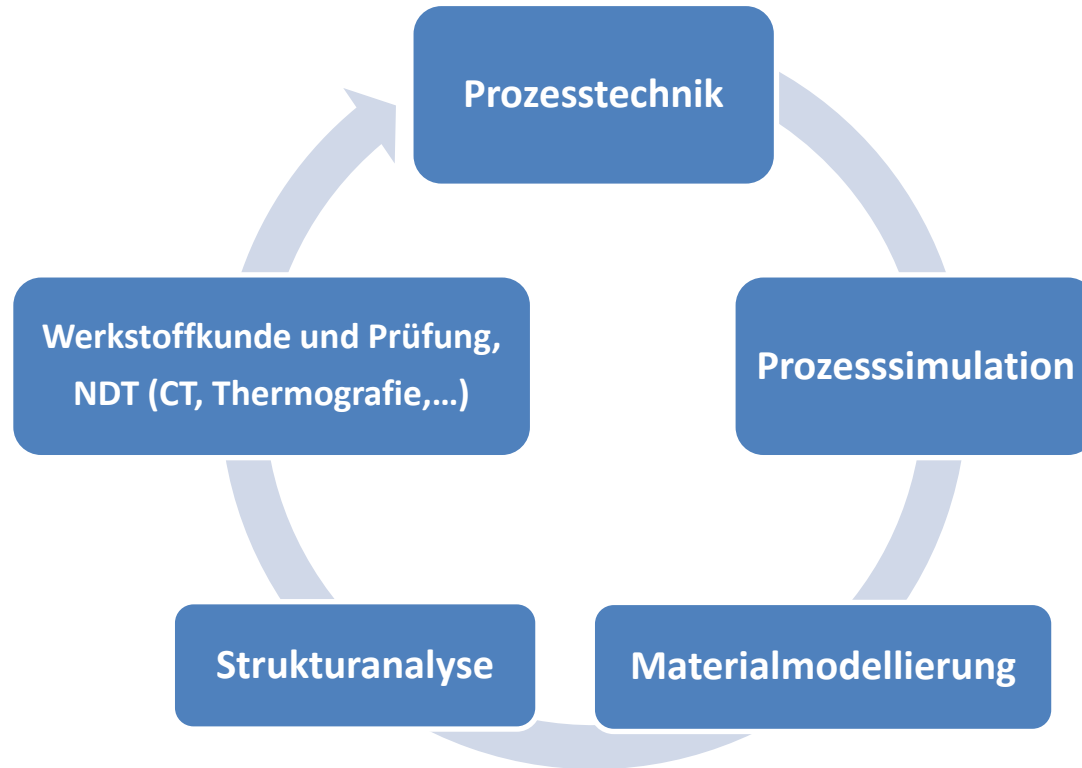 Prozesstechnik
Prozesssimulation
Materialmodellierung
Strukturanalyse
Werkstoffkunde und Prüfung,
NDT (CT, Thermografie,…)